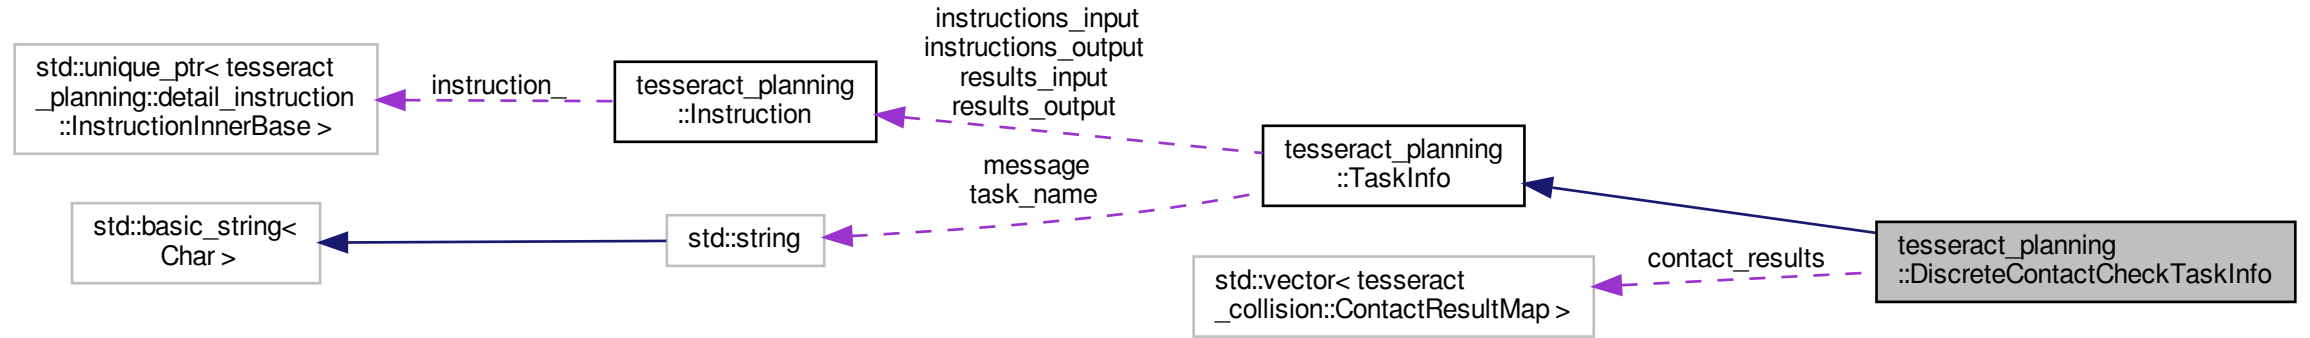 instructions_input
instructions_output
results_input
results_output
std::unique_ptr< tesseract
_planning::detail_instruction
::InstructionInnerBase >
instruction_
tesseract_planning
::Instruction
message
task_name
tesseract_planning
::TaskInfo
std::basic_string<
Char >
std::string
contact_results
std::vector< tesseract
_collision::ContactResultMap >
tesseract_planning
::DiscreteContactCheckTaskInfo